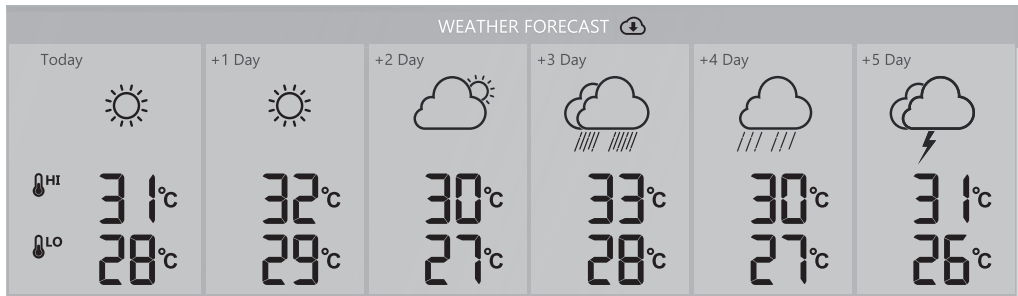 WEATHER FORECAST
Today +1 Day +2 Day +3 Day +4 Day +5 Day
HI 31°C 32°C 30°C 33°C 30°C 31°C
LO 28°C 29°C 27°C 28°C 27°C 26°C